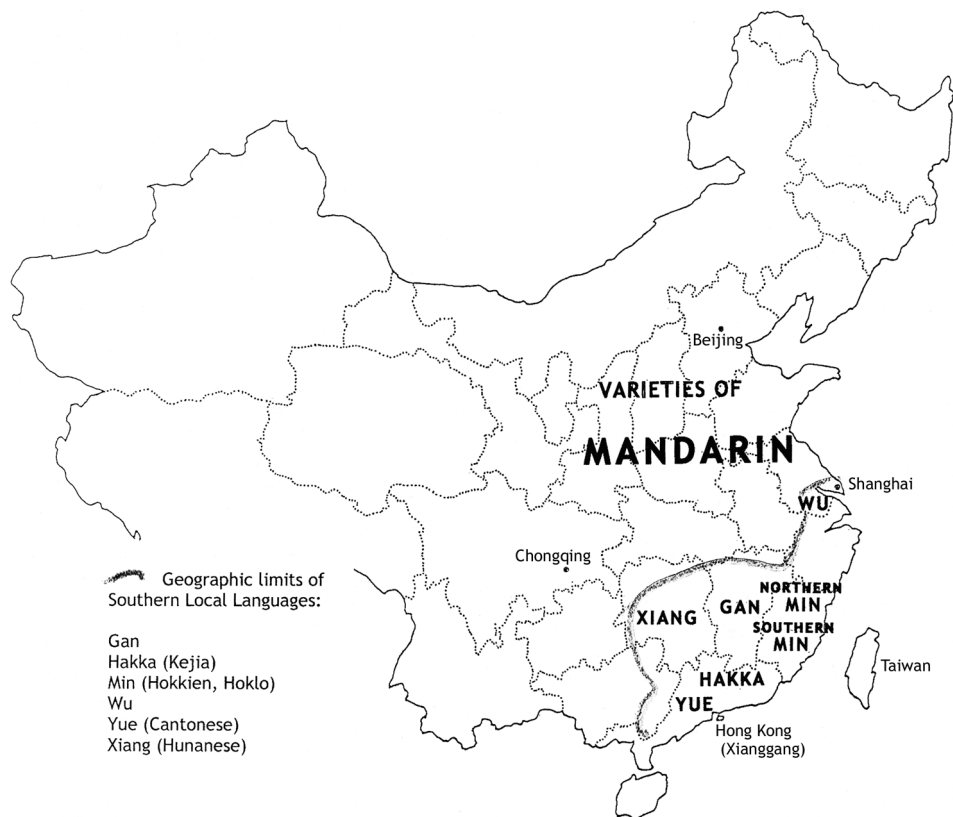 Beijing
VARIETIES OF
MANDARIN
Shanghai
WU
Chongqing
Geographic limits of
Southern Local Languages:
Gan
Hakka (Kejia)
Min (Hokkien, Hoklo)
Wu
Yue (Cantonese)
Xiang (Hunanese)
XIANG
GAN
NORTHERN
MIN
SOUTHERN
MIN
HAKKA
YUE
Taiwan
Hong Kong
(Xianggang)